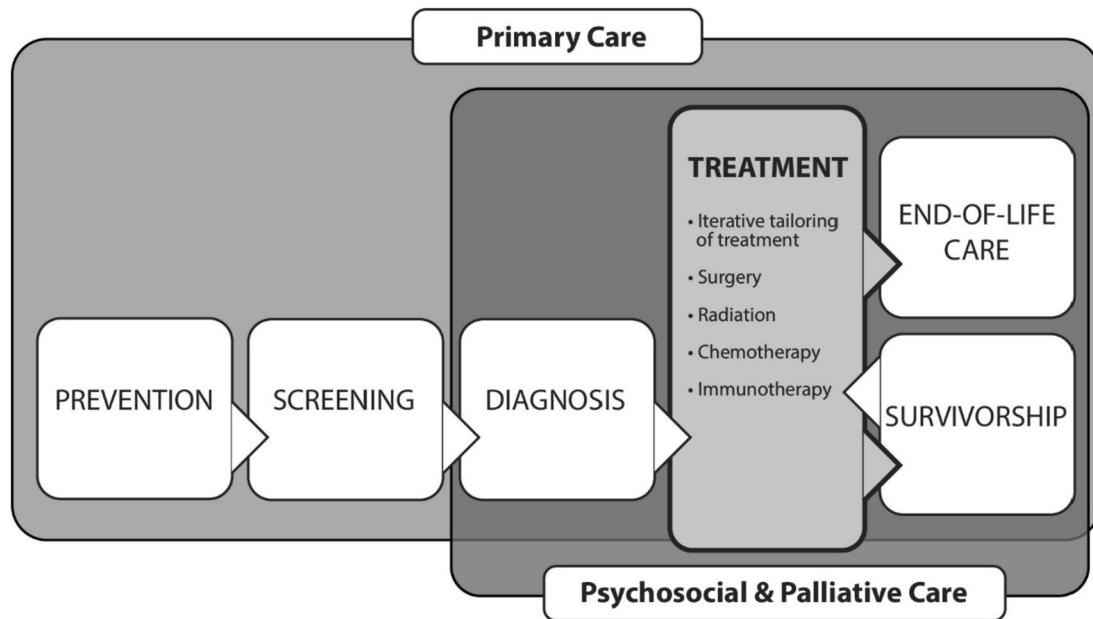 Primary Care
PREVENTION
SCREENING
DIAGNOSIS
TREATMENT
• Iterative tailoring
of treatment
• Surgery
• Radiation
• Chemotherapy
• Immunotherapy
END-OF-LIFE
CARE
SURVIVORSHIP
Psychosocial & Palliative Care